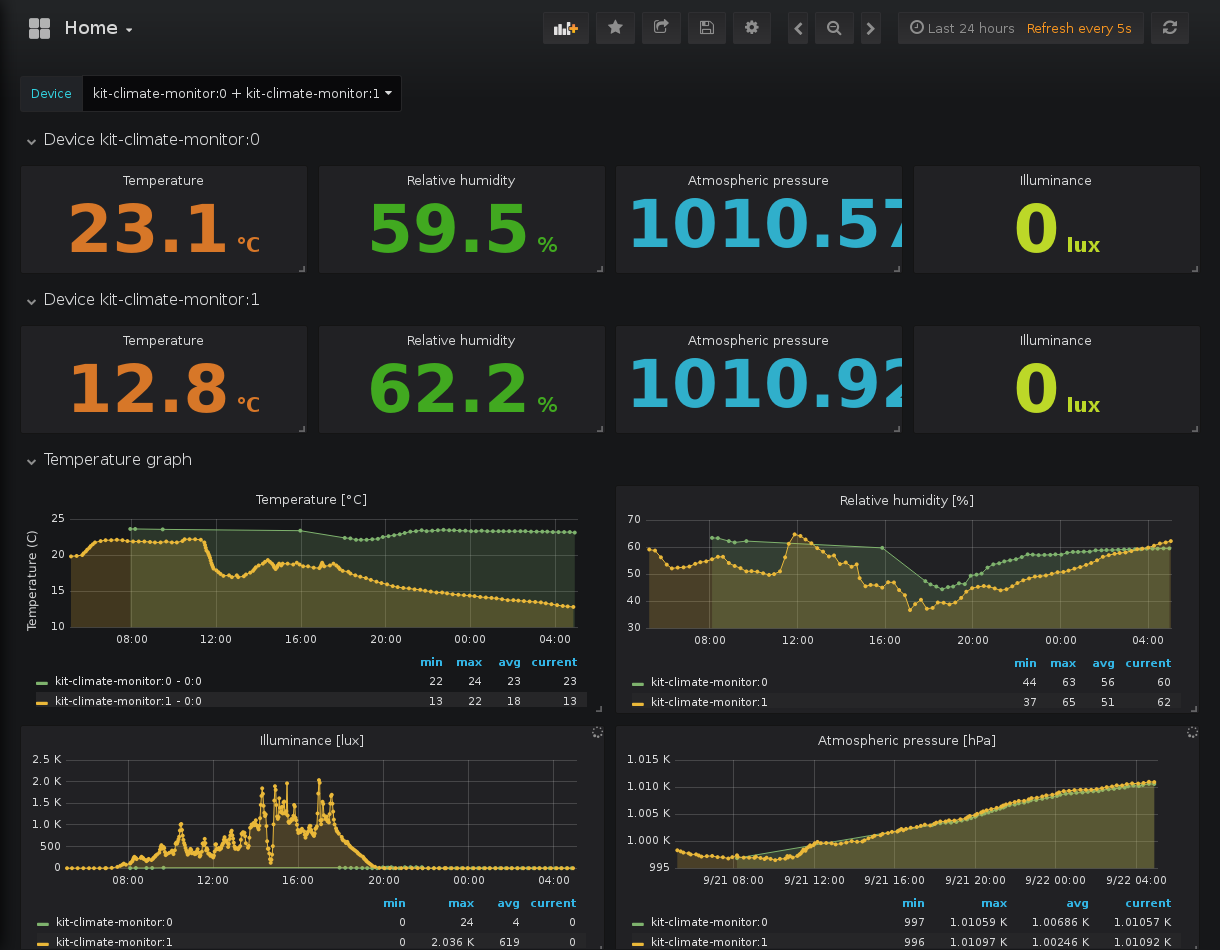 Home
Last 24 hours Refresh every 5s
Device kit-climate-monitor:0 + kit-climate-monitor:1
Device kit-climate-monitor:0
Temperature Relative humidity Atmospheric pressure Illuminance
23.1 °C 59.5 % 1010.57 0 lux
Device kit-climate-monitor:1
Temperature Relative humidity Atmospheric pressure Illuminance
12.8 °C 62.2 % 1010.92 0 lux
Temperature graph
Temperature [°C]
Temperature (C)
25
20
15
10
08:00 12:00 16:00 20:00 00:00 04:00
min max avg current
kit-climate-monitor:0 - 0:0 22 24 23 23
kit-climate-monitor:1 - 0:0 13 22 18 13
Relative humidity [%]
70
60
50
40
30
08:00 12:00 16:00 20:00 00:00 04:00
min max avg current
kit-climate-monitor:0 44 63 56 60
kit-climate-monitor:1 37 65 51 62
Illuminance [lux]
2.5 K
2.0 K
1.5 K
1.0 K
500
0
08:00 12:00 16:00 20:00 00:00 04:00
min max avg current
kit-climate-monitor:0 0 24 4 0
kit-climate-monitor:1 0 2.036 K 619 0
Atmospheric pressure [hPa]
1.015 K
1.010 K
1.005 K
1.000 K
995
9/21 08:00 9/21 12:00 9/21 16:00 9/21 20:00 9/22 00:00 9/22 04:00
min max avg current
kit-climate-monitor:0 997 1.01059 K 1.00686 K 1.01057 K
kit-climate-monitor:1 996 1.01097 K 1.00246 K 1.01092 K